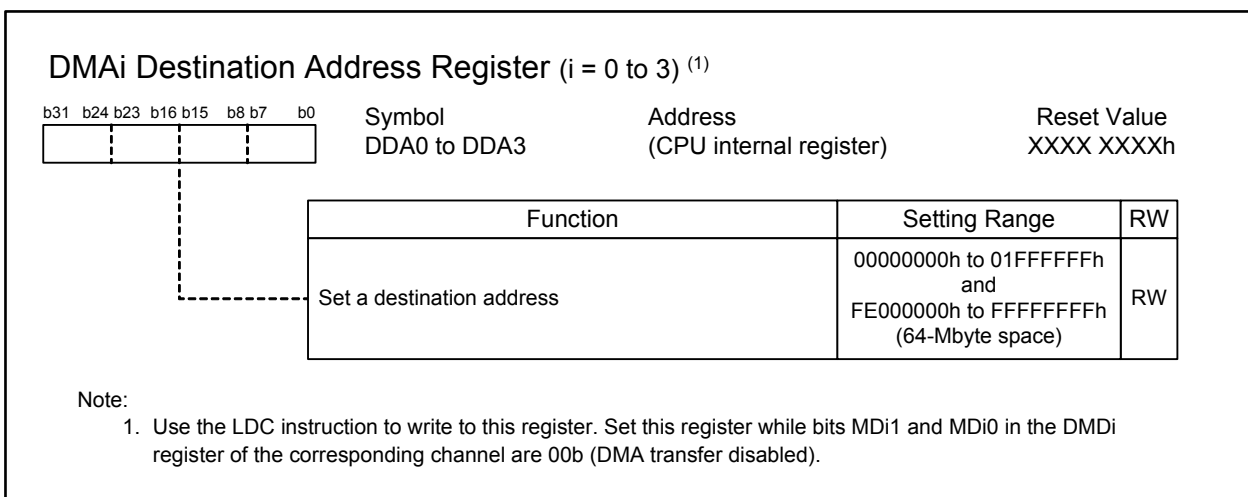 DMAi Destination Address Register (i = 0 to 3) (1)
b31 b24 b23 b16 b15 b8 b7 b0
Symbol Address Reset Value
DDA0 to DDA3 (CPU internal register) XXXX XXXXh
Function Setting Range RW
Set a destination address
00000000h to 01FFFFFFh
and
FE000000h to FFFFFFFFh
(64-Mbyte space)
RW
Note:
1. Use the LDC instruction to write to this register. Set this register while bits MDi1 and MDi0 in the DMDi
register of the corresponding channel are 00b (DMA transfer disabled).